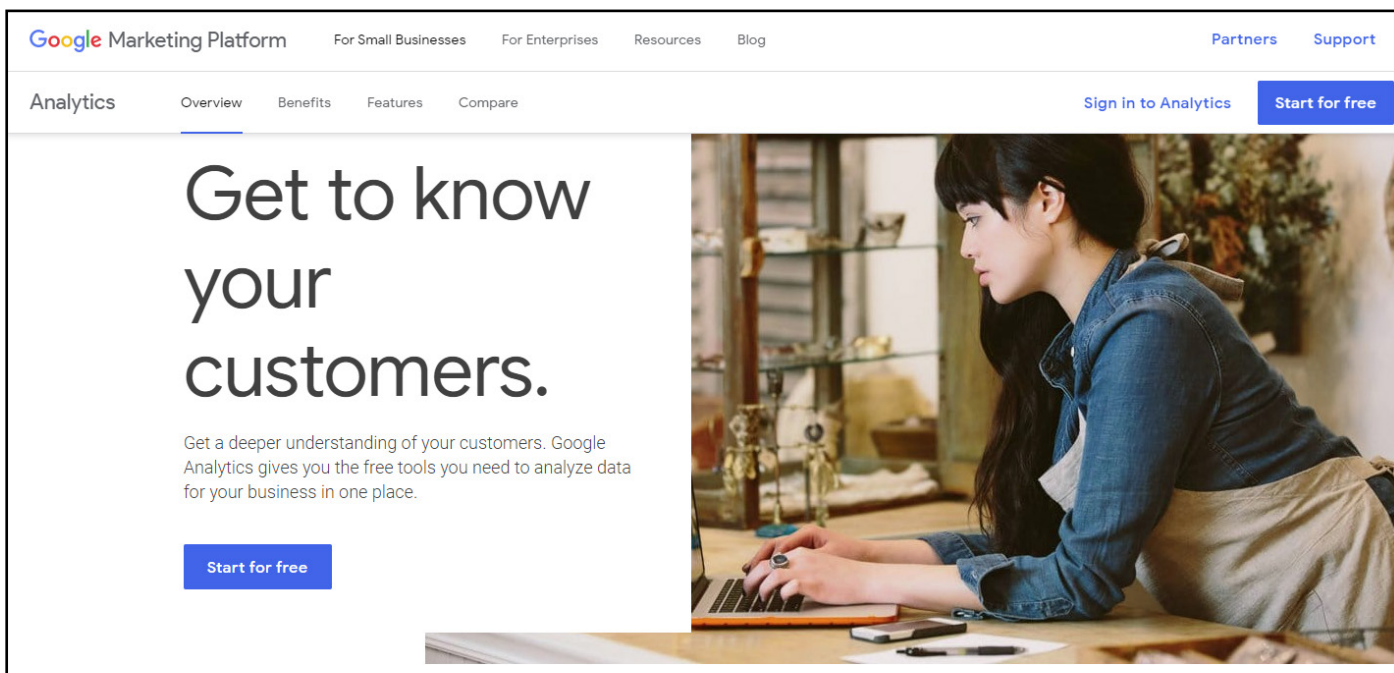 Google Marketing Platform For Small Businesses For Enterprises Resources Blog Partners Support
Analytics Overview Benefits Features Compare Sign in to Analytics Start for free
Get to know
your
customers.
Get a deeper understanding of your customers. Google
Analytics gives you the free tools you need to analyze data
for your business in one place.
Start for free